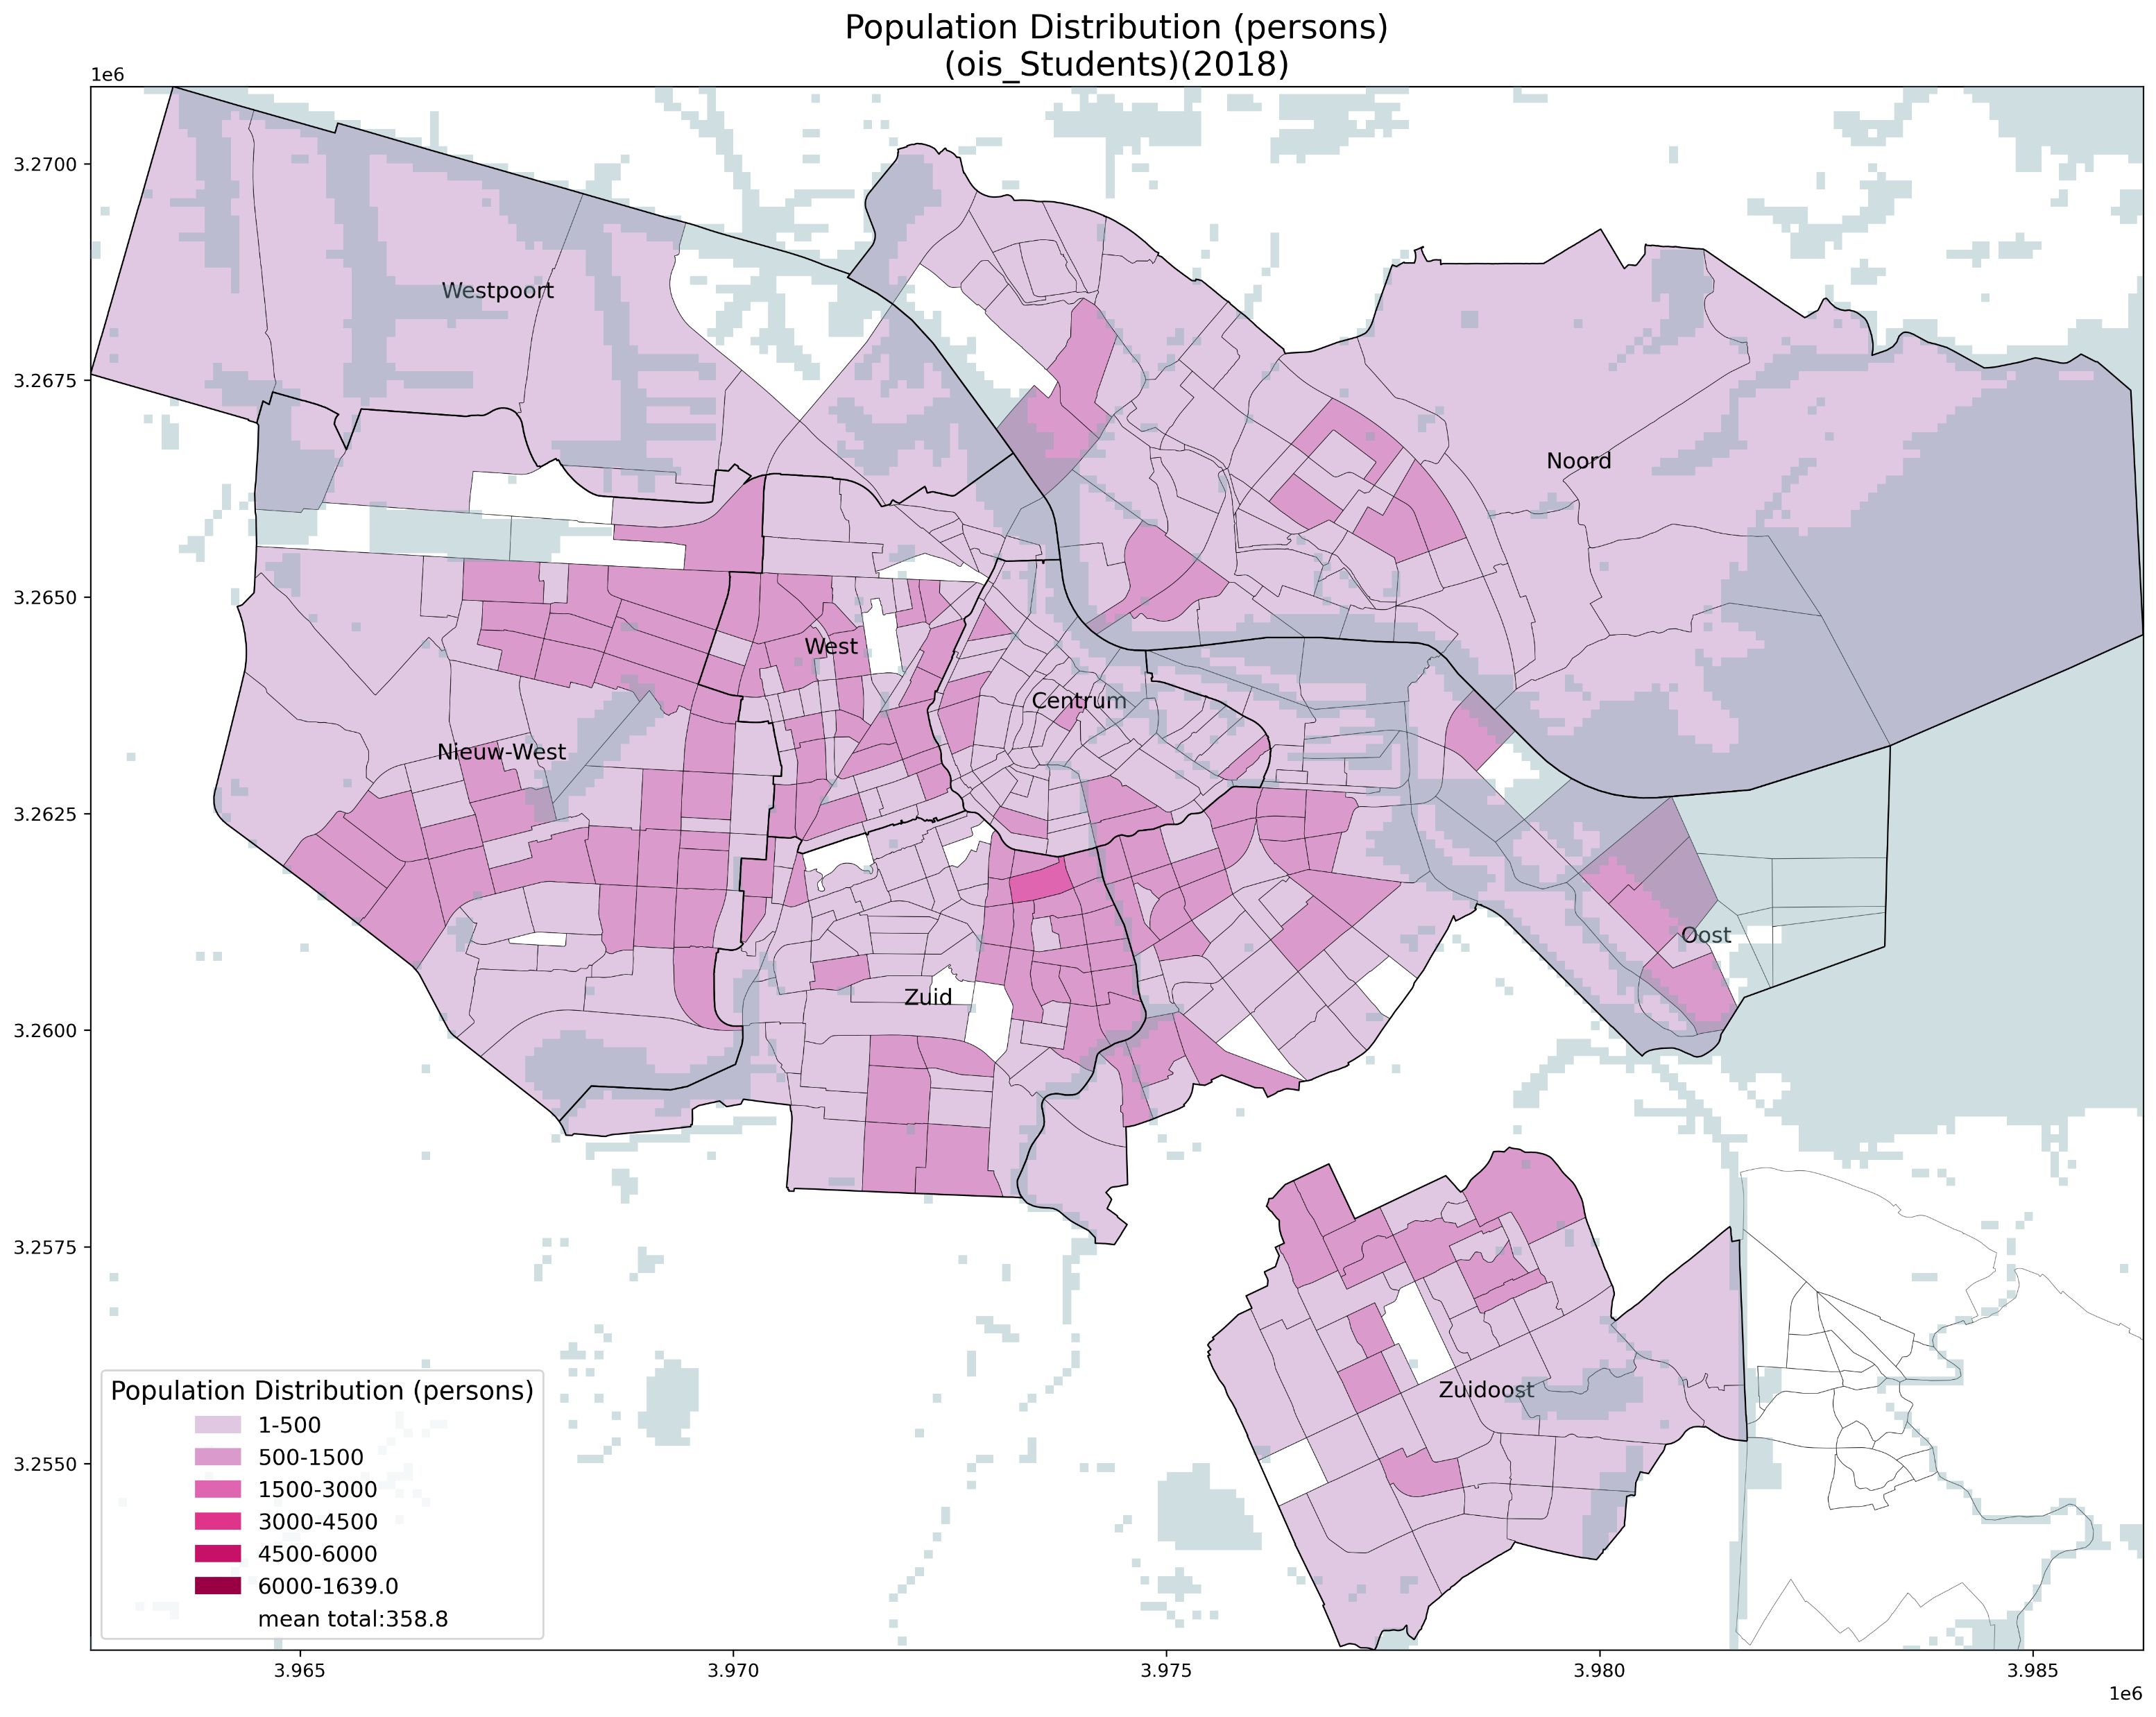 Population Distribution (persons)
(ois_Students)(2018)
1e6
3.2700
3.2675
3.2650
3.2625
3.2600
3.2575
3.2550
Westpoort
Noord
West
Centrum
Nieuw-West
Oost
Zuid
Zuidoost
Population Distribution (persons)
1-500
500-1500
1500-3000
3000-4500
4500-6000
6000-1639.0
mean total:358.8
3.965
3.970
3.975
3.980
3.985
1e6